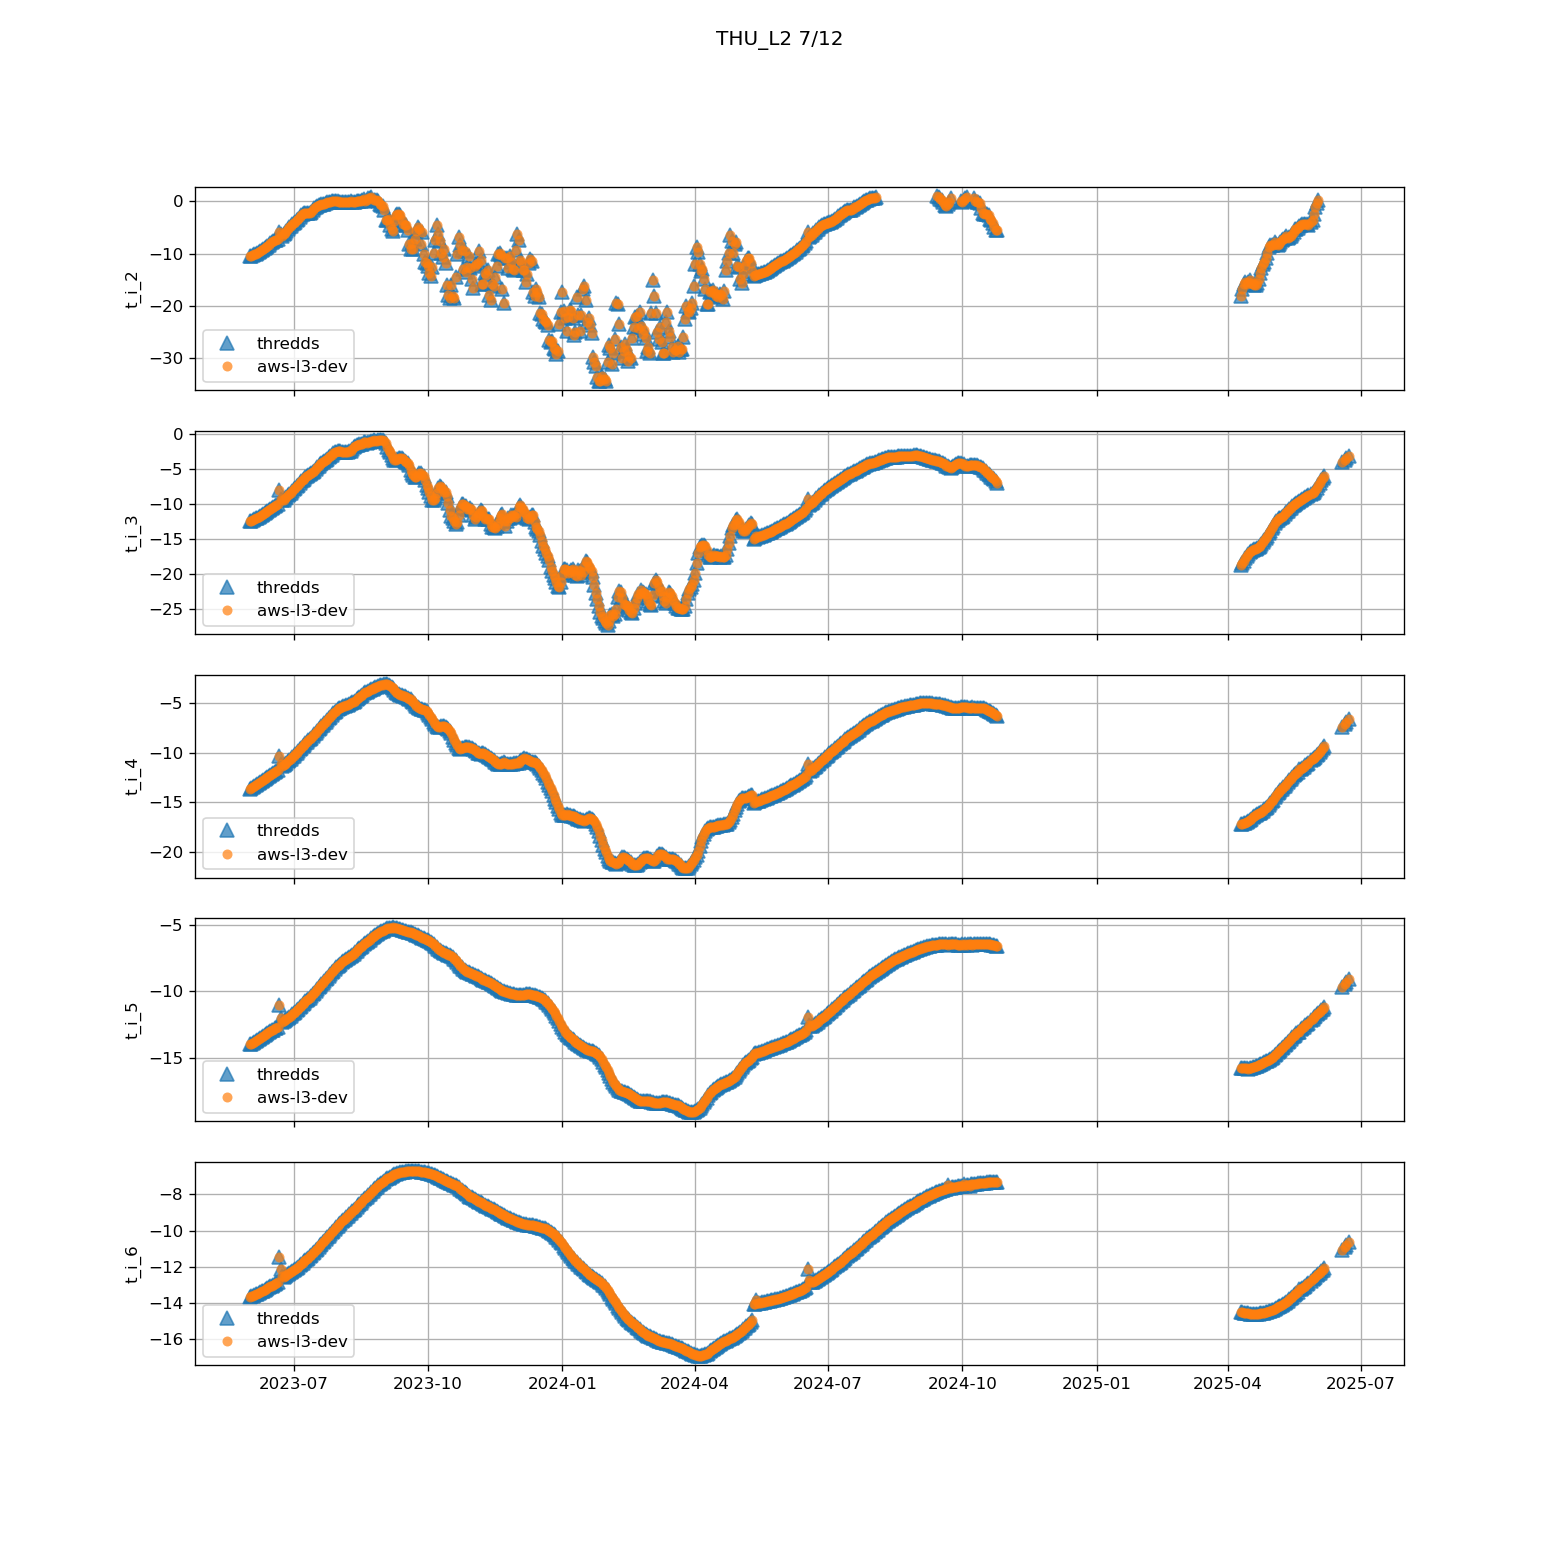 THU_L2 7/12
0
−10
−20
−30
t_i_2
thredds
aws-l3-dev
0
−5
−10
−15
−20
−25
t_i_3
thredds
aws-l3-dev
−5
−10
−15
−20
t_i_4
thredds
aws-l3-dev
−5
−10
−15
t_i_5
thredds
aws-l3-dev
−8
−10
−12
−14
−16
t_i_6
thredds
aws-l3-dev
2023-07 2023-10 2024-01 2024-04 2024-07 2024-10 2025-01 2025-04 2025-07